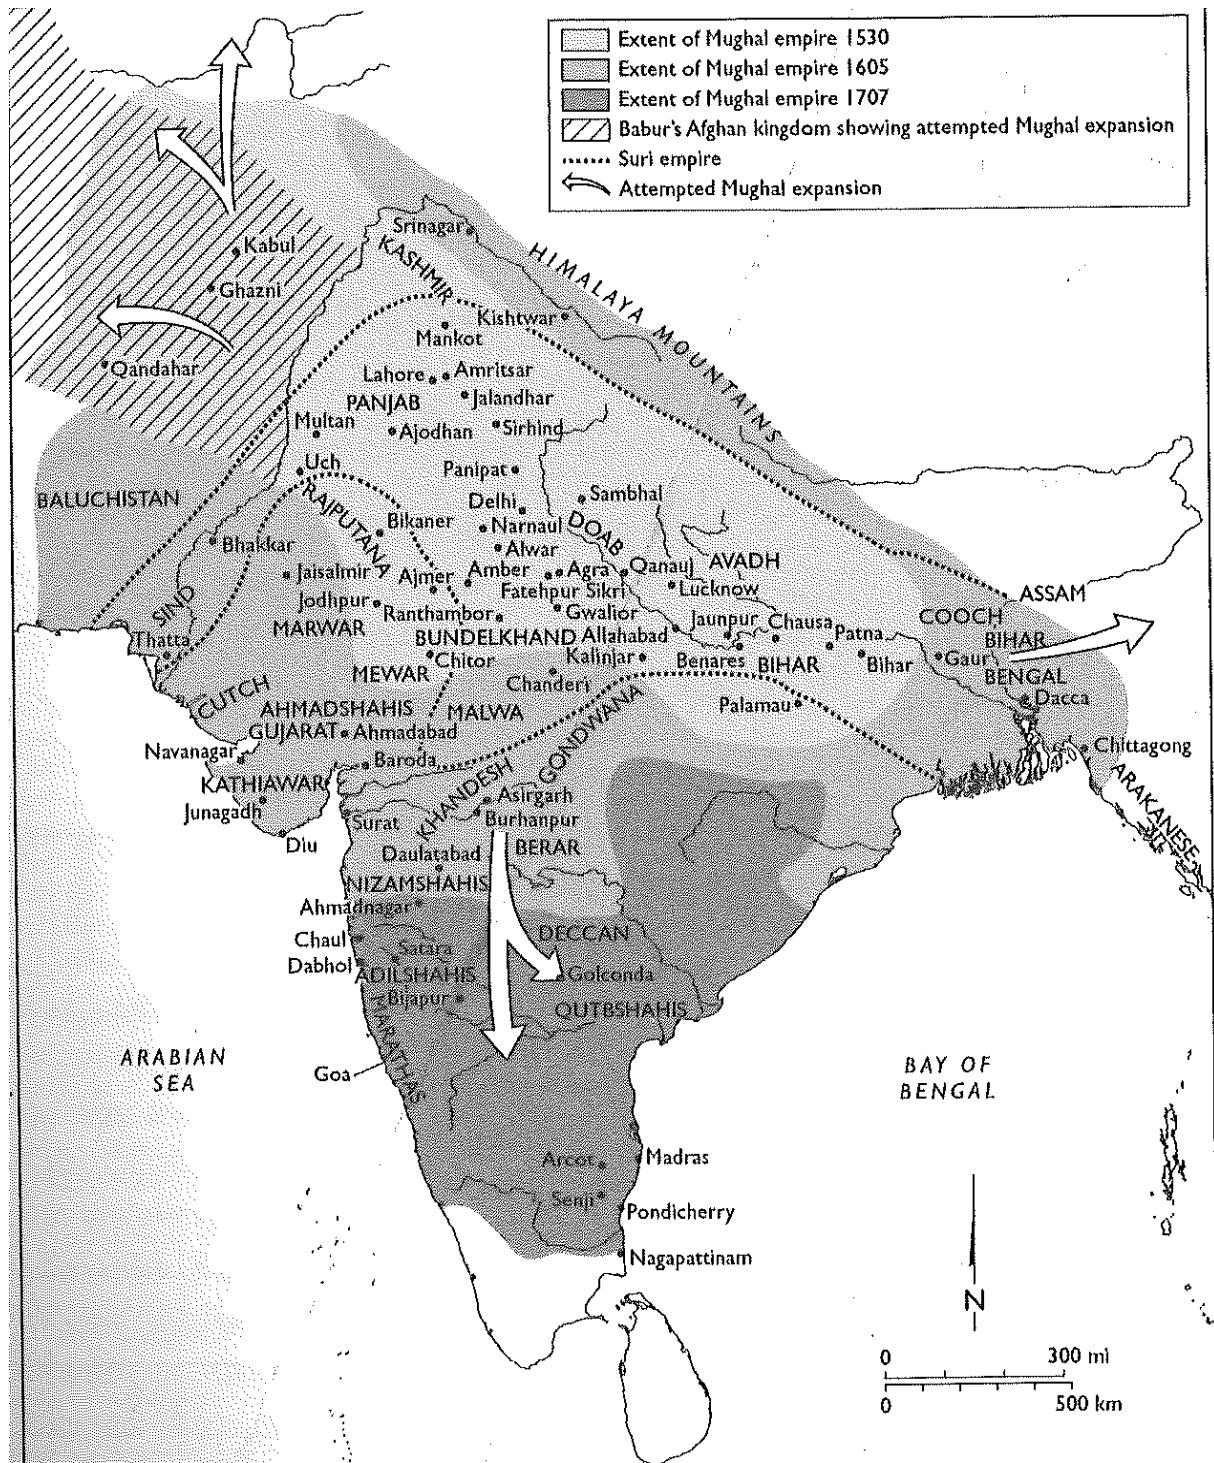 Extent of Mughal empire 1530
Extent of Mughal empire 1605
Extent of Mughal empire 1707
Babur's Afghan kingdom showing attempted Mughal expansion
Suri empire
Attempted Mughal expansion
Srinagar
KASHMIR
HIMALAYA MOUNTAINS
Kabul
Ghazni
Kishtwar
Mankot
Qandahar
Lahore
Amritsar
PANJAB
Jalandhar
Multan
Ajodhan
Sirhind
Uch
Panipat
BALUCHISTAN
RAJPUTANA
Delhi
Sambhal
Bikaner
Narnaul
DOAB
Bhakkar
Alwar
AVADH
Jaisalmir
Ajmer
Amber
Agra
Qanauj
Fatehpur Sikri
Lucknow
ASSAM
SIND
Jodhpur
Ranthambor
Gwalior
COOCH
MARWAR
BUNDELKHAND
Allahabad
Jaunpur
Chausa
Patna
BIHAR
Thatta
Chitor
Kalinjar
Benares
BIHAR
Bihar
Gaur
MEWAR
Chanderi
BENGAL
CUTCH
Palamau
Dacca
AHMADSHAHIS
MALWA
GONDWANA
GUJARAT
Ahmadabad
Navanagar
Baroda
Chittagong
KATHIAWAR
KHANDESH
Asirgarh
ARAKANESE
Junagadh
Surat
Burhanpur
Diu
Daulatabad
BERAR
NIZAMSHAHIS
Ahmadnagar
Chaul
DECCAN
Satara
Dabhol
ADILSHAHIS
Golconda
Bijapur
OUTBSHAHIS
MARATHAS
ARABIAN
SEA
Goa
BAY OF
BENGAL
Arcot
Madras
Senji
Pondicherry
Nagapattinam
N
0 300 mi
0 500 km